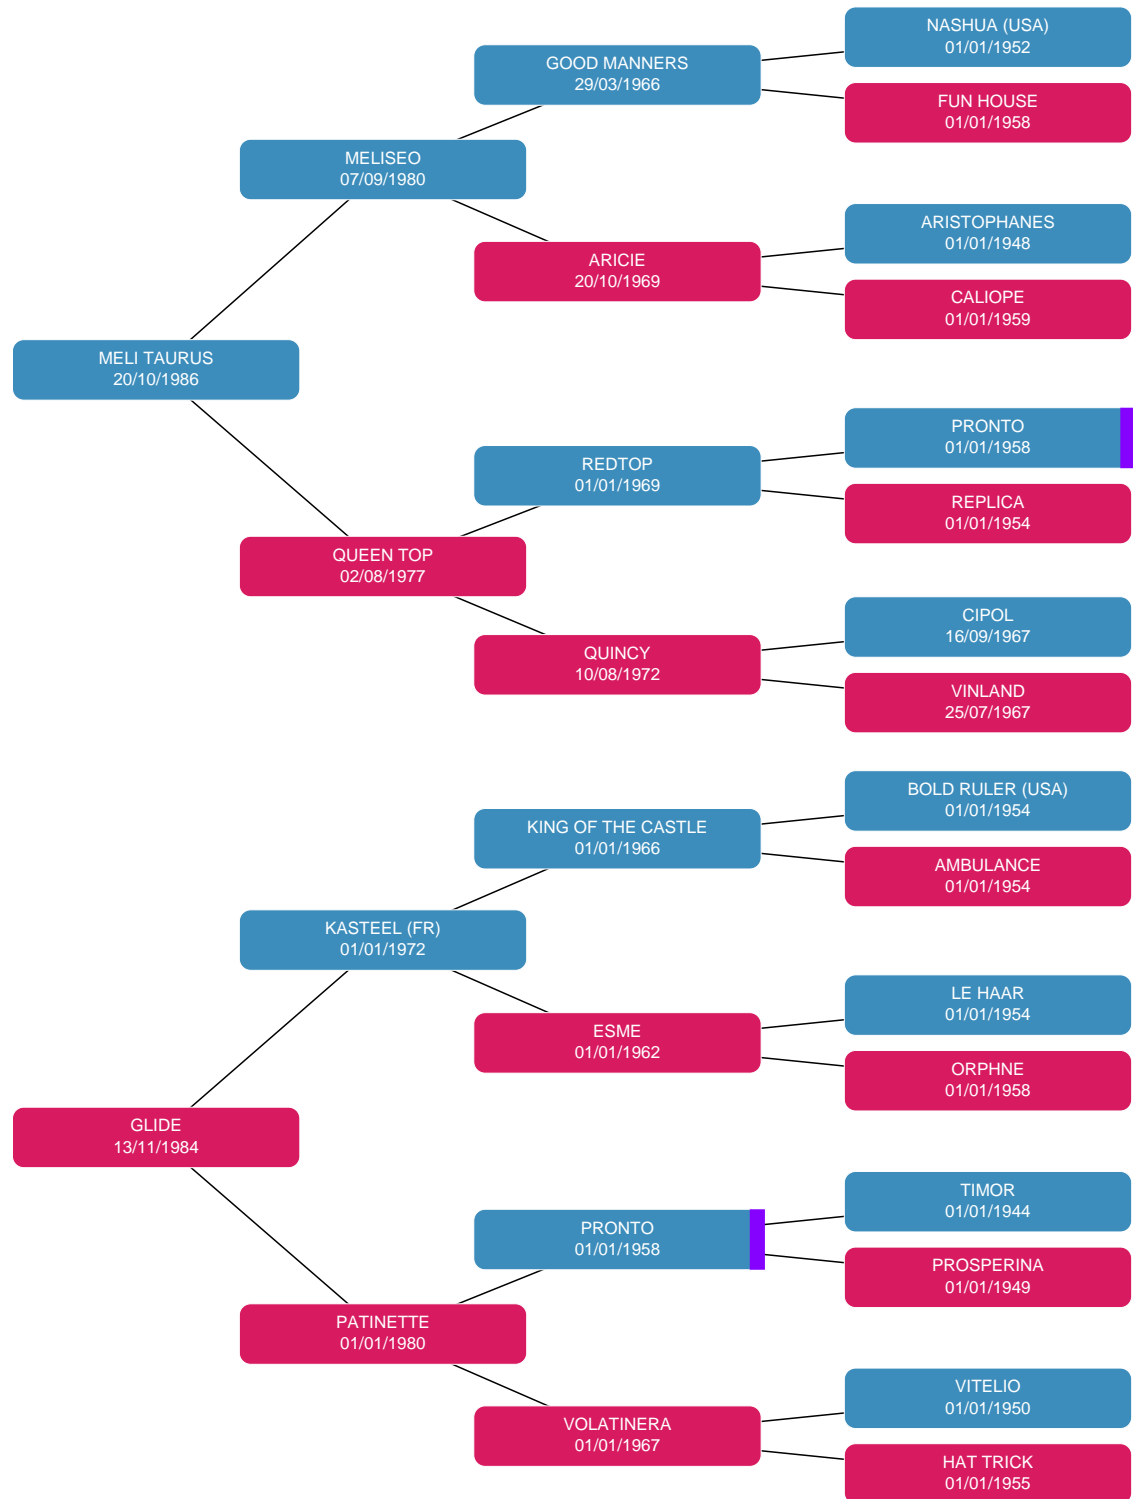 NASHUA (USA)
01/01/1952
GOOD MANNERS
29/03/1966
FUN HOUSE
01/01/1958
MELISEO
07/09/1980
ARISTOPHANES
01/01/1948
ARICIE
20/10/1969
CALIOPE
01/01/1959
MELI TAURUS
20/10/1986
PRONTO
01/01/1958
REDTOP
01/01/1969
REPLICA
01/01/1954
QUEEN TOP
02/08/1977
CIPOL
16/09/1967
QUINCY
10/08/1972
VINLAND
25/07/1967
BOLD RULER (USA)
01/01/1954
KING OF THE CASTLE
01/01/1966
AMBULANCE
01/01/1954
KASTEEL (FR)
01/01/1972
LE HAAR
01/01/1954
ESME
01/01/1962
ORPHNE
01/01/1958
GLIDE
13/11/1984
TIMOR
01/01/1944
PRONTO
01/01/1958
PROSPERINA
01/01/1949
PATINETTE
01/01/1980
VITELIO
01/01/1950
VOLATINERA
01/01/1967
HAT TRICK
01/01/1955